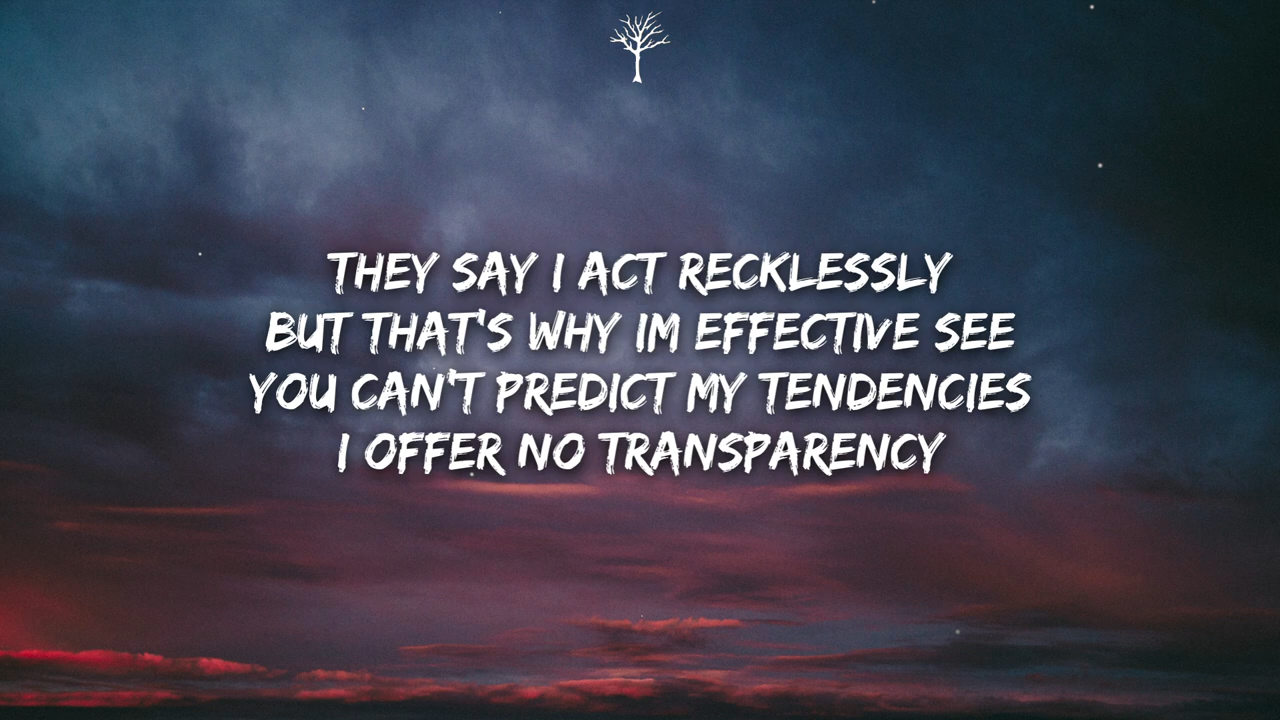 THEY SAY I ACT RECKLESSLY
BUT THAT'S WHY IM EFFECTIVE SEE
YOU CAN'T PREDICT MY TENDENCIES
I OFFER NO TRANSPARENCY